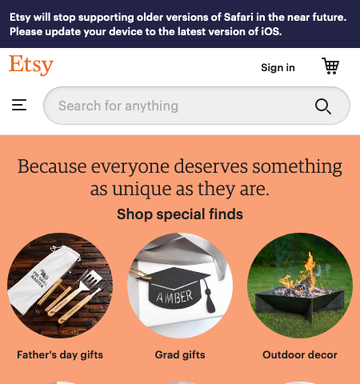 Etsy will stop supporting older versions of Safari in the near future.
Please update your device to the latest version of iOS.
Etsy
Sign in
Search for anything
Because everyone deserves something
as unique as they are.
Shop special finds
AMBER
Father's day gifts
Grad gifts
Outdoor decor